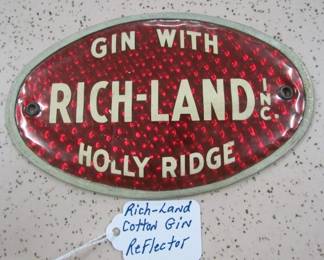 GIN WITH
RICH-LAND INC.
HOLLY RIDGE
Rich-Land
Cotton Gin
Reflector